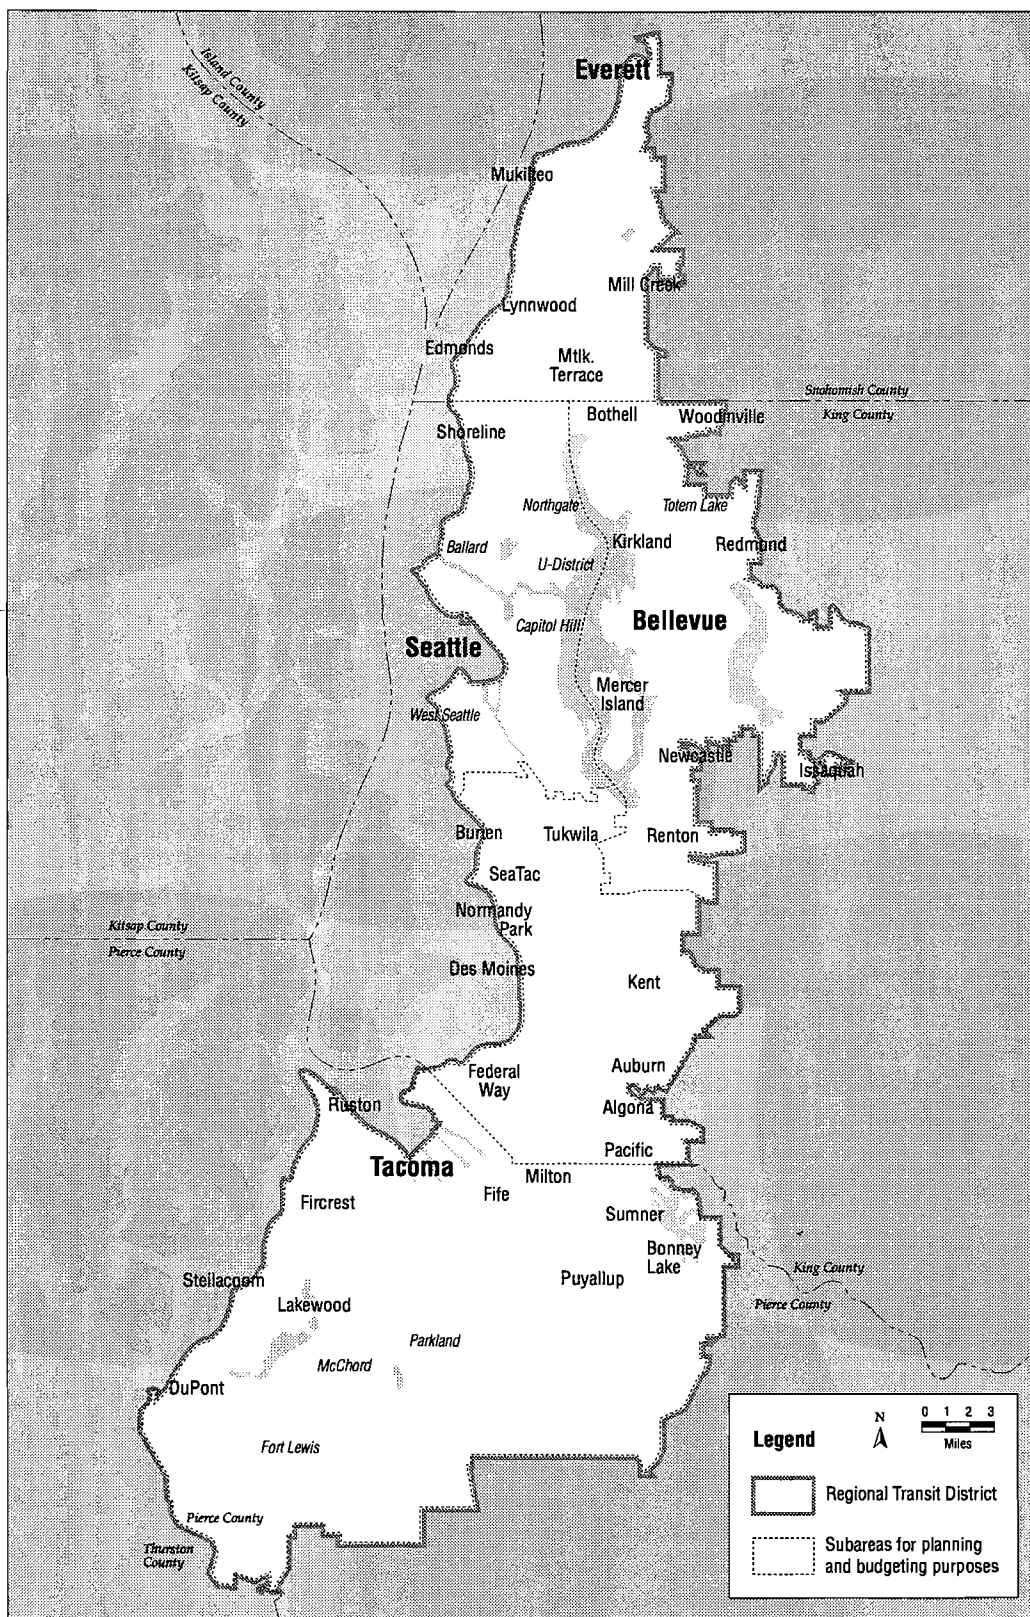 Island County
Kitsap County
Everett
Mukilteo
Mill Creek
Lynnwood
Edmonds
Mtlk.
Terrace
Snohomish County
King County
Bothell
Woodinville
Shoreline
Northgate
Totem Lake
Ballard
Kirkland
Redmond
U-District
Capitol Hill
Bellevue
Seattle
Mercer
Island
West Seattle
Newcastle
Issaquah
Burien
Tukwila
Renton
SeaTac
Normandy
Park
Kitsap County
Pierce County
Des Moines
Kent
Federal
Way
Auburn
Ruston
Algona
Pacific
Tacoma
Milton
Fife
Fircrest
Sumner
Bonney
Lake
King County
Pierce County
Steilacoom
Puyallup
Lakewood
Parkland
McChord
DuPont
Fort Lewis
Pierce County
Thurston
County
Legend
N
0 1 2 3
Miles
Regional Transit District
Subareas for planning
and budgeting purposes